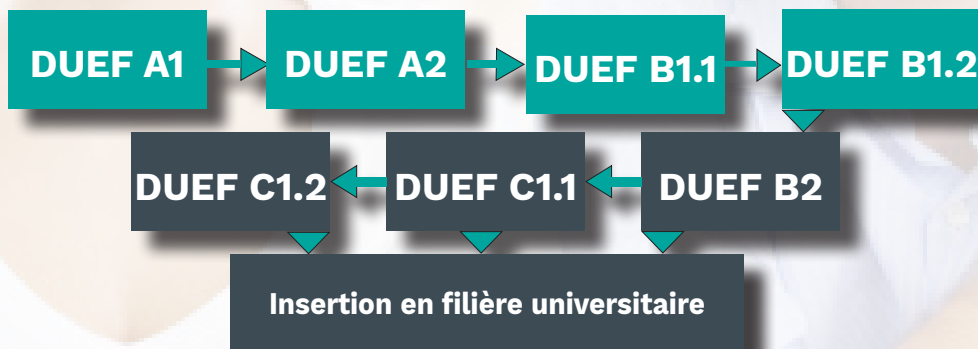 DUEF A1
DUEF A2
DUEF B1.1
DUEF B1.2
DUEF C1.2
DUEF C1.1
DUEF B2
Insertion en filière universitaire